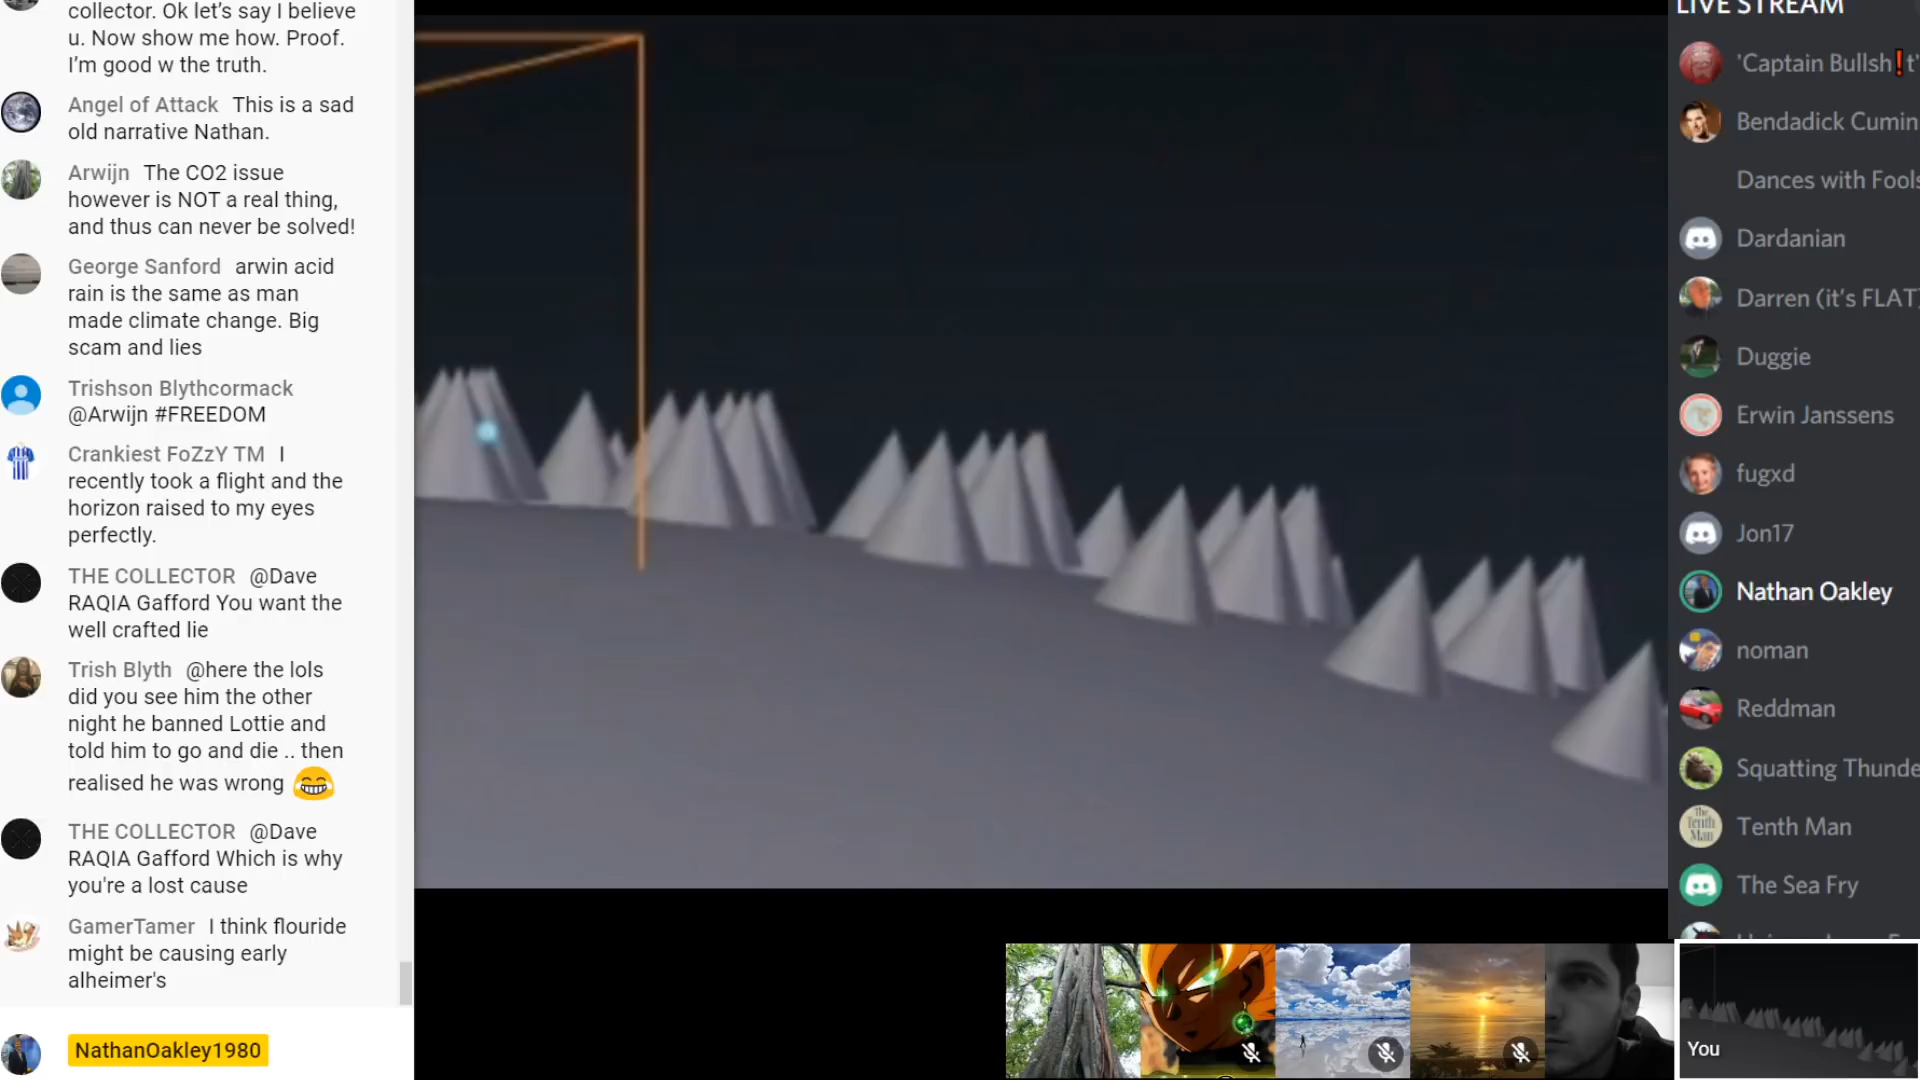 collector. Ok let’s say I believe
u. Now show me how. Proof.
I’m good w the truth.
Angel of Attack This is a sad
old narrative Nathan.
Arwijn The CO2 issue
however is NOT a real thing,
and thus can never be solved!
George Sanford arwin acid
rain is the same as man
made climate change. Big
scam and lies
Trishson Blythcormack
@Arwijn #FREEDOM
Crankiest FoZzY TM I
recently took a flight and the
horizon raised to my eyes
perfectly.
THE COLLECTOR @Dave
RAQIA Gafford You want the
well crafted lie
Trish Blyth @here the lols
did you see him the other
night he banned Lottie and
told him to go and die .. then
realised he was wrong 😂
THE COLLECTOR @Dave
RAQIA Gafford Which is why
you're a lost cause
GamerTamer I think flouride
might be causing early
alheimer's
NathanOakley1980
LIVE STREAM
'Captain Bullsh❗t'
Bendadick Cumin
Dances with Fools
Dardanian
Darren (it's FLAT)
Duggie
Erwin Janssens
fugxd
Jon17
Nathan Oakley
noman
Reddman
Squatting Thunde
Tenth Man
The Sea Fry
The
Tenth
Man
You